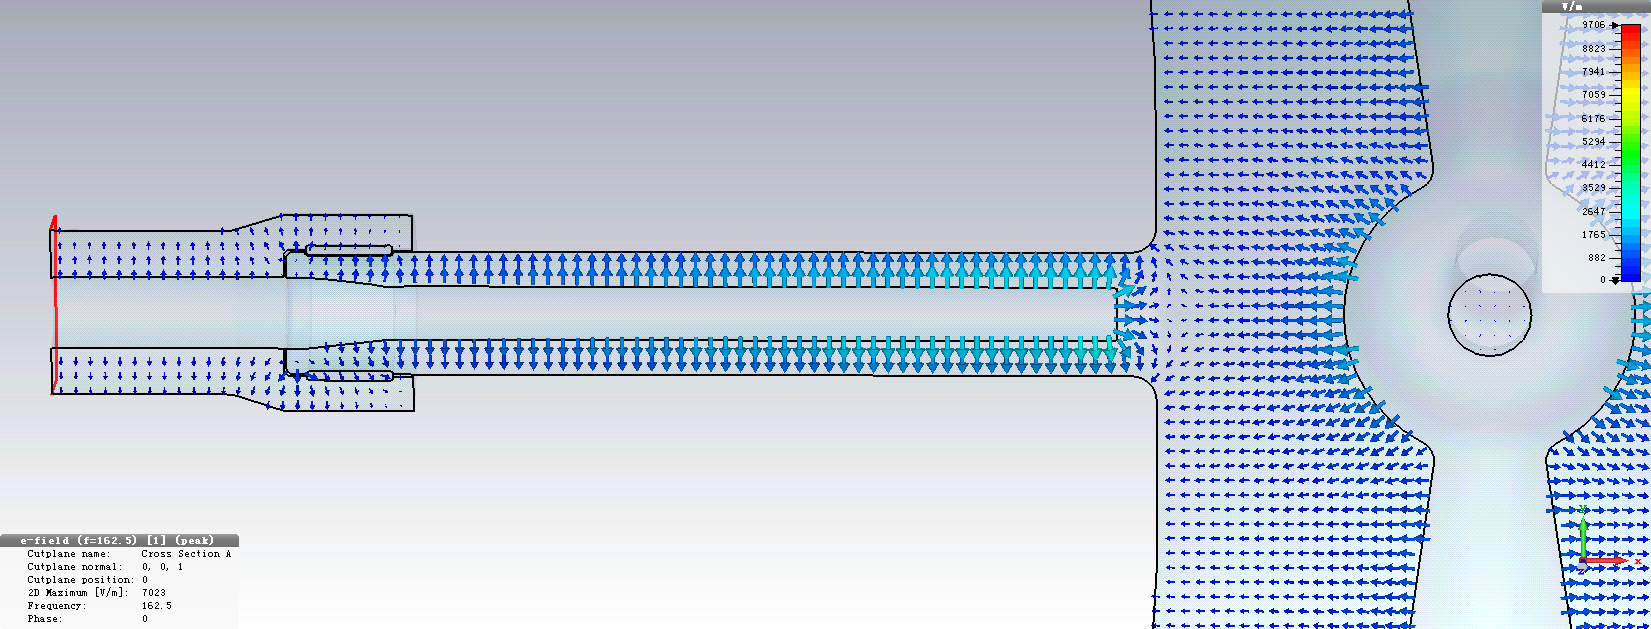 V/m
9706
8823
7941
7059
6176
5294
4412
3529
2647
1765
882
0
y
x
z
e-field (f=162.5) [1] (peak)
Cutplane name: Cross Section A
Cutplane normal: 0, 0, 1
Cutplane position: 0
2D Maximum [V/m]: 7023
Frequency: 162.5
Phase: 0